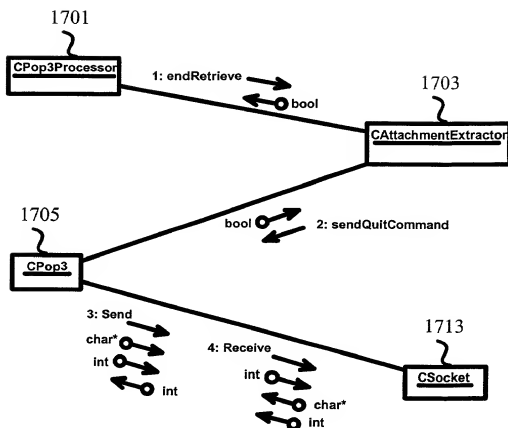 1701
CPop3Processor
1: endRetrieve
bool
1703
CAttachmentExtractor
bool
2: sendQuitCommand
1705
CPop3
3: Send
char*
int
int
4: Receive
int
char*
int
1713
CSocket